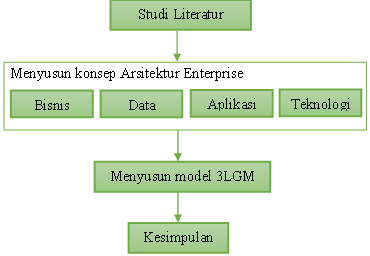 Studi Literatur
Menyusun konsep Arsitektur Enterprise
Bisnis Data Aplikasi Teknologi
Menyusun model 3LGM
Kesimpulan